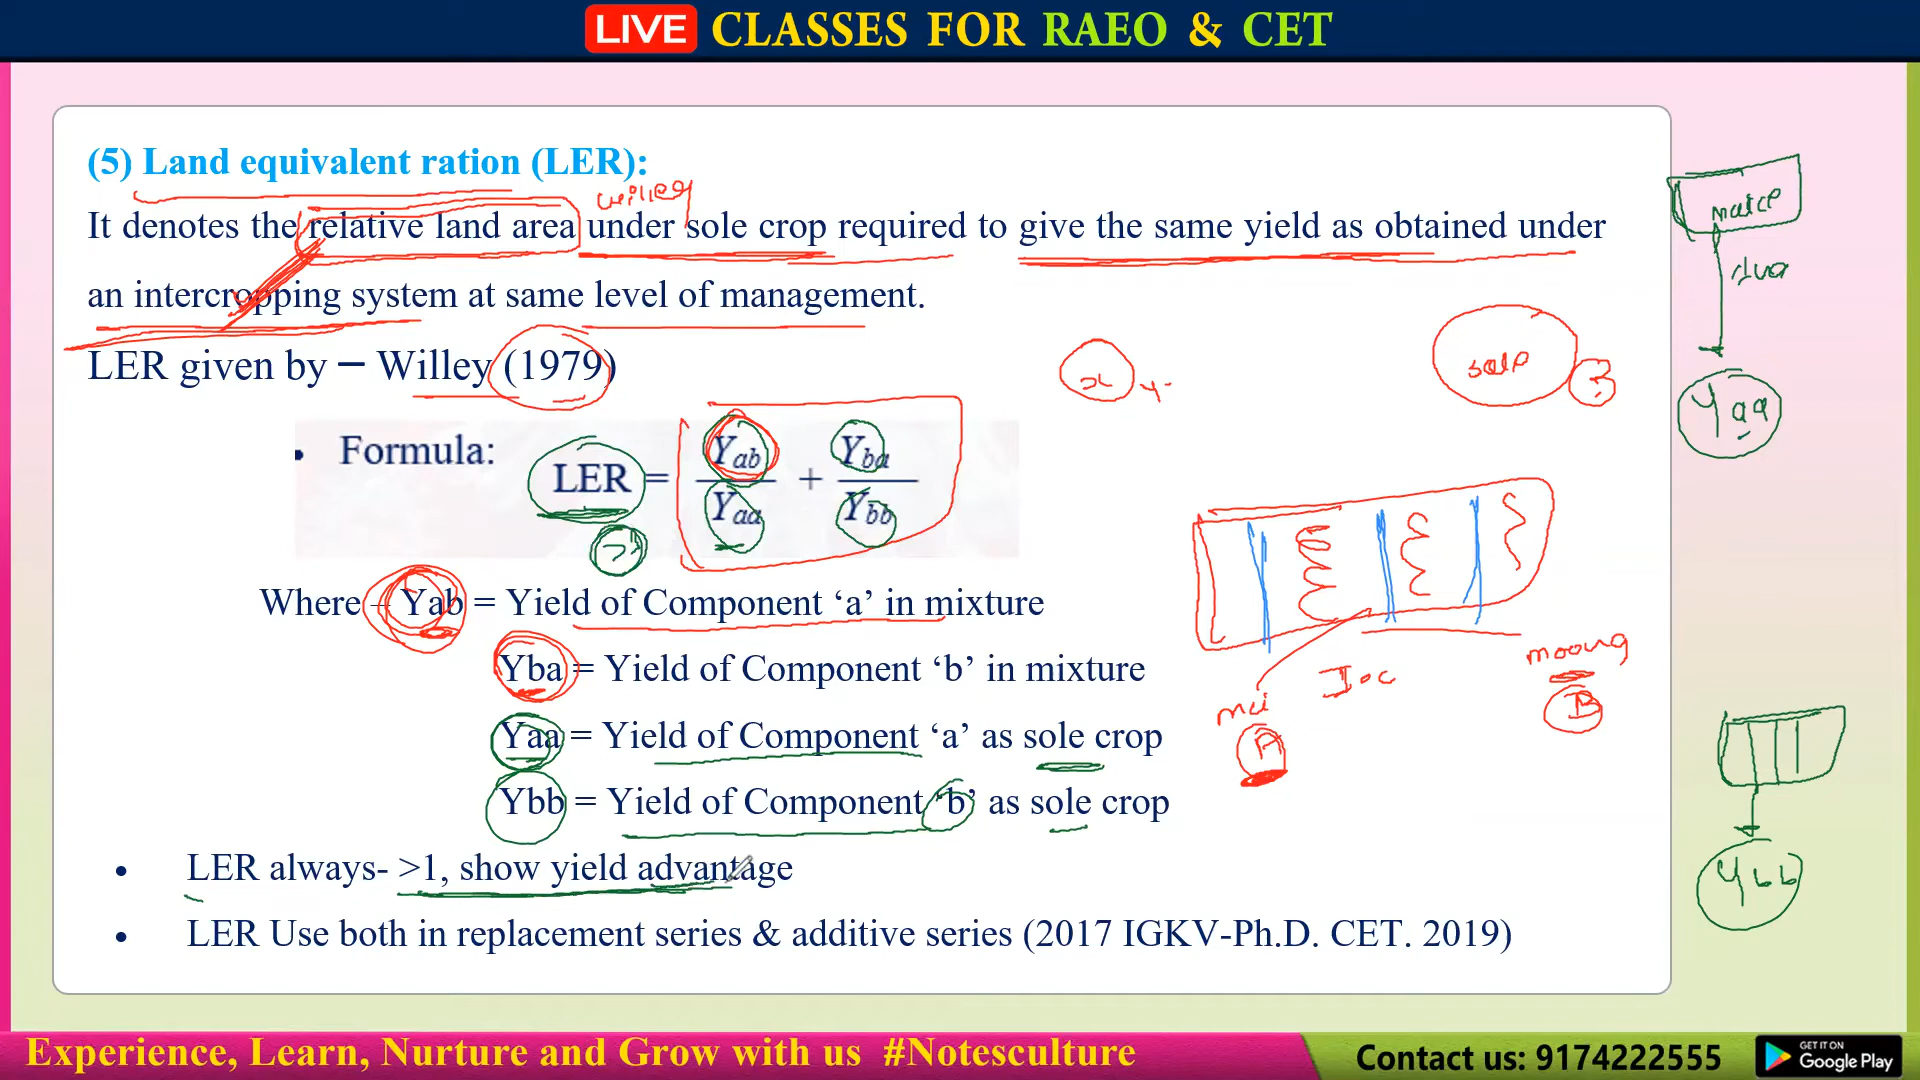 LIVE CLASSES FOR RAEO & CET
(5) Land equivalent ration (LER):
willey
It denotes the relative land area under sole crop required to give the same yield as obtained under
an intercropping system at same level of management.
LER given by – Willey (1979)
• Formula: LER = Yab/Yaa + Yba/Ybb
>1
Where – Yab = Yield of Component ‘a’ in mixture
Yba = Yield of Component ‘b’ in mixture
Yaa = Yield of Component ‘a’ as sole crop
Ybb = Yield of Component ‘b’ as sole crop
• LER always- >1, show yield advantage
• LER Use both in replacement series & additive series (2017 IGKV-Ph.D. CET. 2019)
Yaa
sole
moong
B
A
Ybb
Experience, Learn, Nurture and Grow with us #Notesculture
Contact us: 9174222555
GET IT ON
Google Play